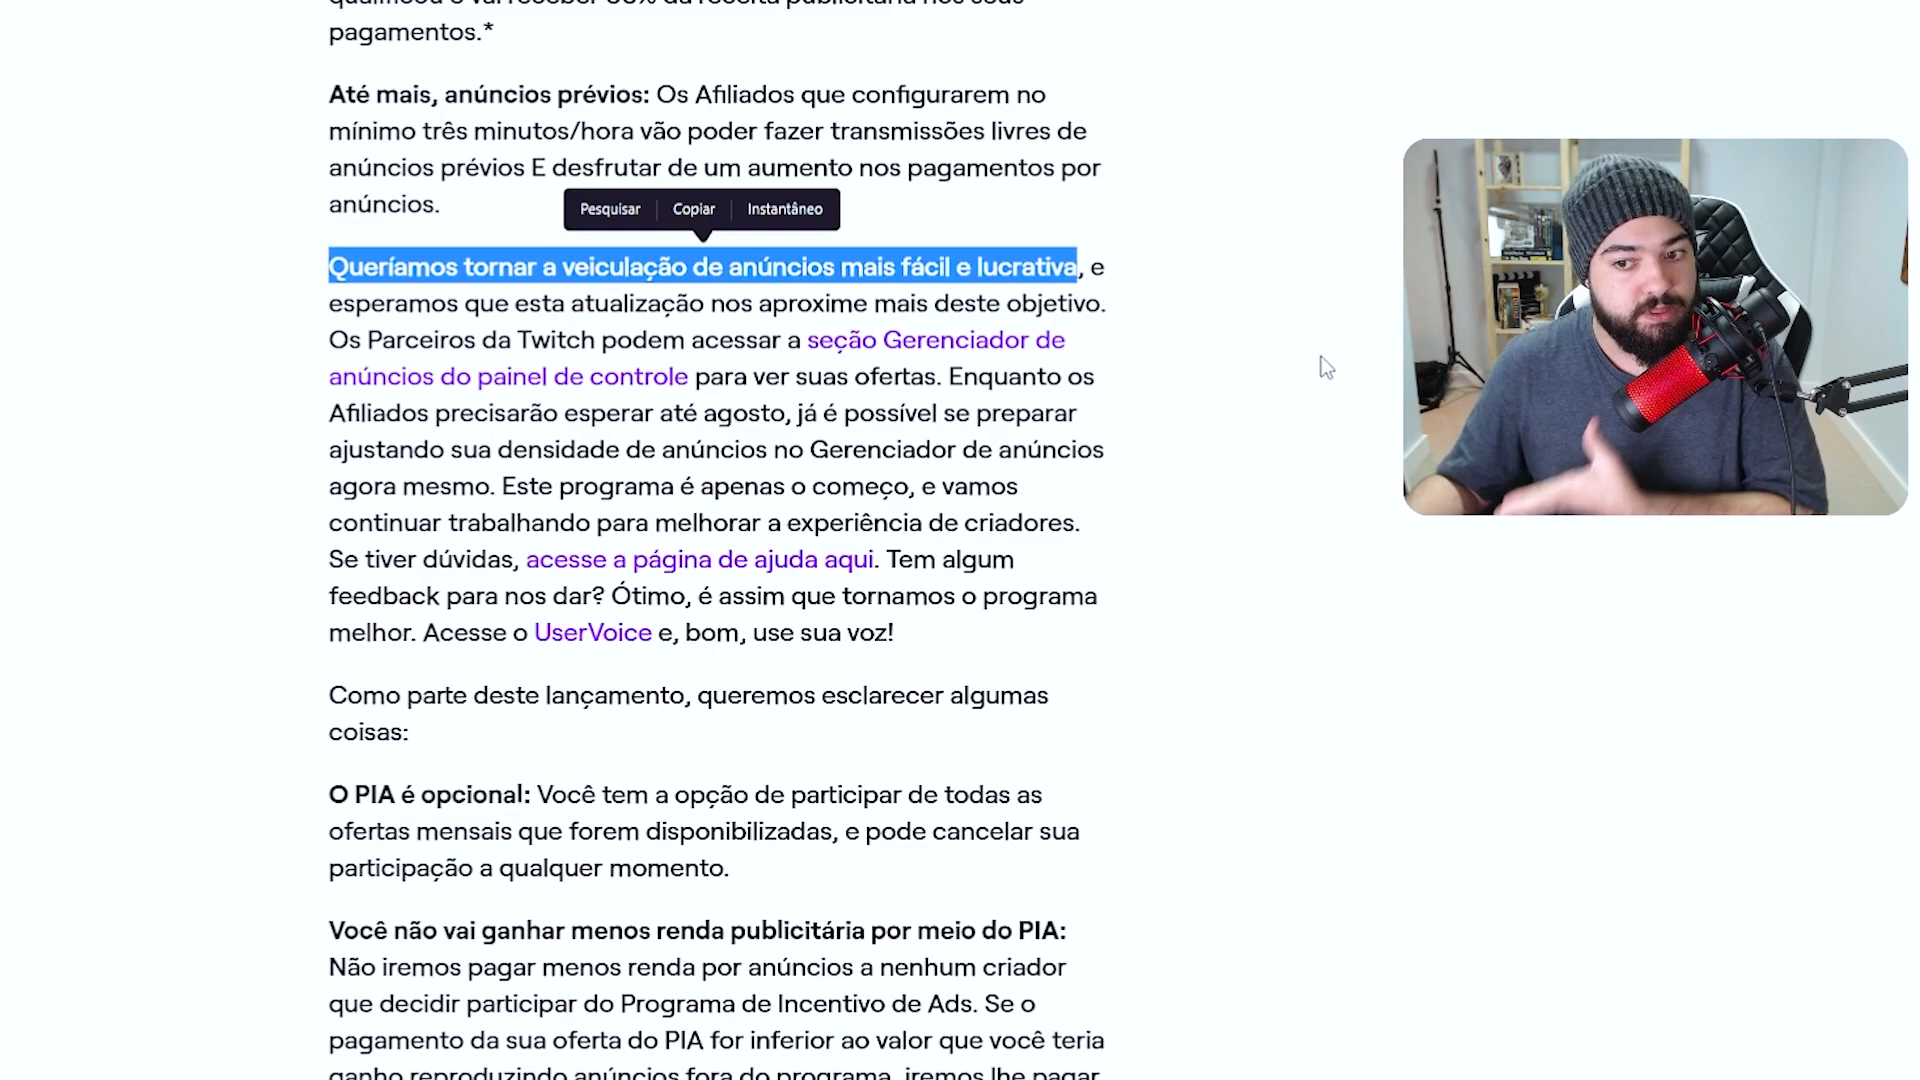 pagamentos.*
Até mais, anúncios prévios: Os Afiliados que configurarem no
mínimo três minutos/hora vão poder fazer transmissões livres de
anúncios prévios E desfrutar de um aumento nos pagamentos por
anúncios.
Pesquisar Copiar Instantâneo
Queríamos tornar a veiculação de anúncios mais fácil e lucrativa, e
esperamos que esta atualização nos aproxime mais deste objetivo.
Os Parceiros da Twitch podem acessar a seção Gerenciador de
anúncios do painel de controle para ver suas ofertas. Enquanto os
Afiliados precisarão esperar até agosto, já é possível se preparar
ajustando sua densidade de anúncios no Gerenciador de anúncios
agora mesmo. Este programa é apenas o começo, e vamos
continuar trabalhando para melhorar a experiência de criadores.
Se tiver dúvidas, acesse a página de ajuda aqui. Tem algum
feedback para nos dar? Ótimo, é assim que tornamos o programa
melhor. Acesse o UserVoice e, bom, use sua voz!
Como parte deste lançamento, queremos esclarecer algumas
coisas:
O PIA é opcional: Você tem a opção de participar de todas as
ofertas mensais que forem disponibilizadas, e pode cancelar sua
participação a qualquer momento.
Você não vai ganhar menos renda publicitária por meio do PIA:
Não iremos pagar menos renda por anúncios a nenhum criador
que decidir participar do Programa de Incentivo de Ads. Se o
pagamento da sua oferta do PIA for inferior ao valor que você teria
ganho reproduzindo anúncios fora do programa, iremos lhe pagar